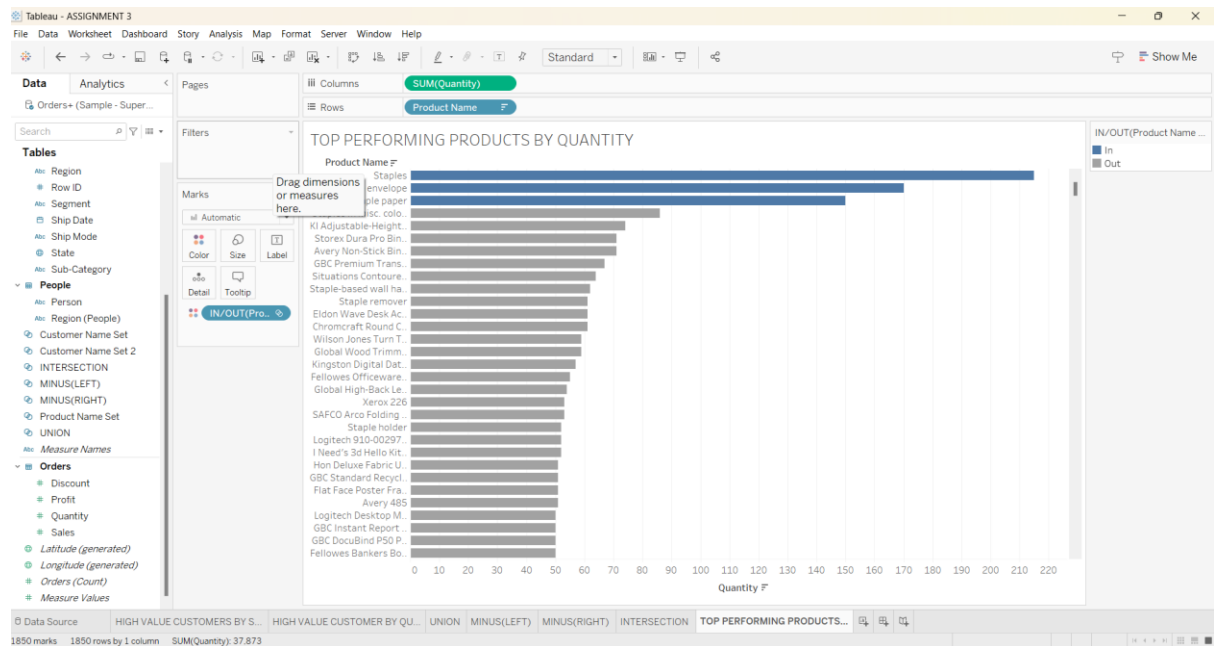 Tableau - ASSIGNMENT 3
File Data Worksheet Dashboard Story Analysis Map Format Server Window Help
Standard
Show Me
Data Analytics
Orders+ (Sample - Super...
Search
Tables
Abc Region
# Row ID
Abc Segment
Ship Date
Abc Ship Mode
State
Abc Sub-Category
People
Abc Person
Abc Region (People)
Customer Name Set
Customer Name Set 2
INTERSECTION
MINUS(LEFT)
MINUS(RIGHT)
Product Name Set
UNION
Abc Measure Names
Orders
# Discount
# Profit
# Quantity
# Sales
Latitude (generated)
Longitude (generated)
# Orders (Count)
# Measure Values
Pages
Filters
Drag dimensions
or measures
here.
Marks
Automatic
Color Size Label
Detail Tooltip
IN/OUT(Pro..
Columns SUM(Quantity)
Rows Product Name
TOP PERFORMING PRODUCTS BY QUANTITY
Product Name
Staples
envelope
ple paper
isc. colo..
KI Adjustable-Height..
Storex Dura Pro Bin..
Avery Non-Stick Bin..
GBC Premium Trans..
Situations Contoure..
Staple-based wall ha..
Staple remover
Eldon Wave Desk Ac..
Chromcraft Round C..
Wilson Jones Turn T..
Global Wood Trimm..
Kingston Digital Dat..
Fellowes Officeware..
Global High-Back Le..
Xerox 226
SAFCO Arco Folding ..
Staple holder
Logitech 910-00297..
I Need's 3d Hello Kit..
Hon Deluxe Fabric U..
GBC Standard Recycl..
Flat Face Poster Fra..
Avery 485
Logitech Desktop M..
GBC Instant Report ..
GBC DocuBind P50 P..
Fellowes Bankers Bo..
0 10 20 30 40 50 60 70 80 90 100 110 120 130 140 150 160 170 180 190 200 210 220
Quantity
IN/OUT(Product Name ...
In
Out
Data Source HIGH VALUE CUSTOMERS BY S... HIGH VALUE CUSTOMER BY QU... UNION MINUS(LEFT) MINUS(RIGHT) INTERSECTION TOP PERFORMING PRODUCTS...
1850 marks 1850 rows by 1 column SUM(Quantity): 37,873